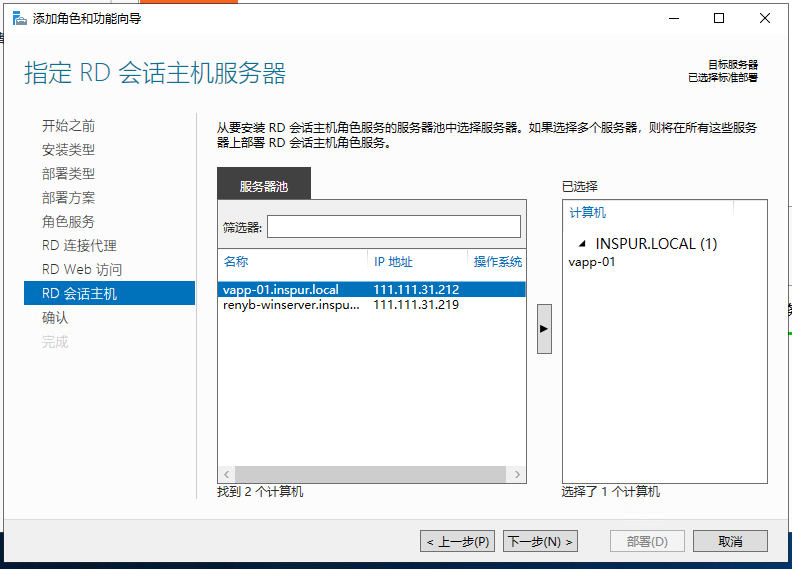 添加角色和功能向导
指定 RD 会话主机服务器
目标服务器
已选择标准部署
开始之前
安装类型
部署类型
部署方案
角色服务
RD 连接代理
RD Web 访问
RD 会话主机
确认
完成
从要安装 RD 会话主机角色服务的服务器池中选择服务器。如果选择多个服务器，则将在所有这些服务
器上部署 RD 会话主机角色服务。
服务器池
筛选器:
名称 IP 地址 操作系统
vapp-01.inspur.local 111.111.31.212
renyb-winserver.inspu... 111.111.31.219
找到 2 个计算机
已选择
计算机
INSPUR.LOCAL (1)
vapp-01
选择了 1 个计算机
< 上一步(P) 下一步(N) > 部署(D) 取消